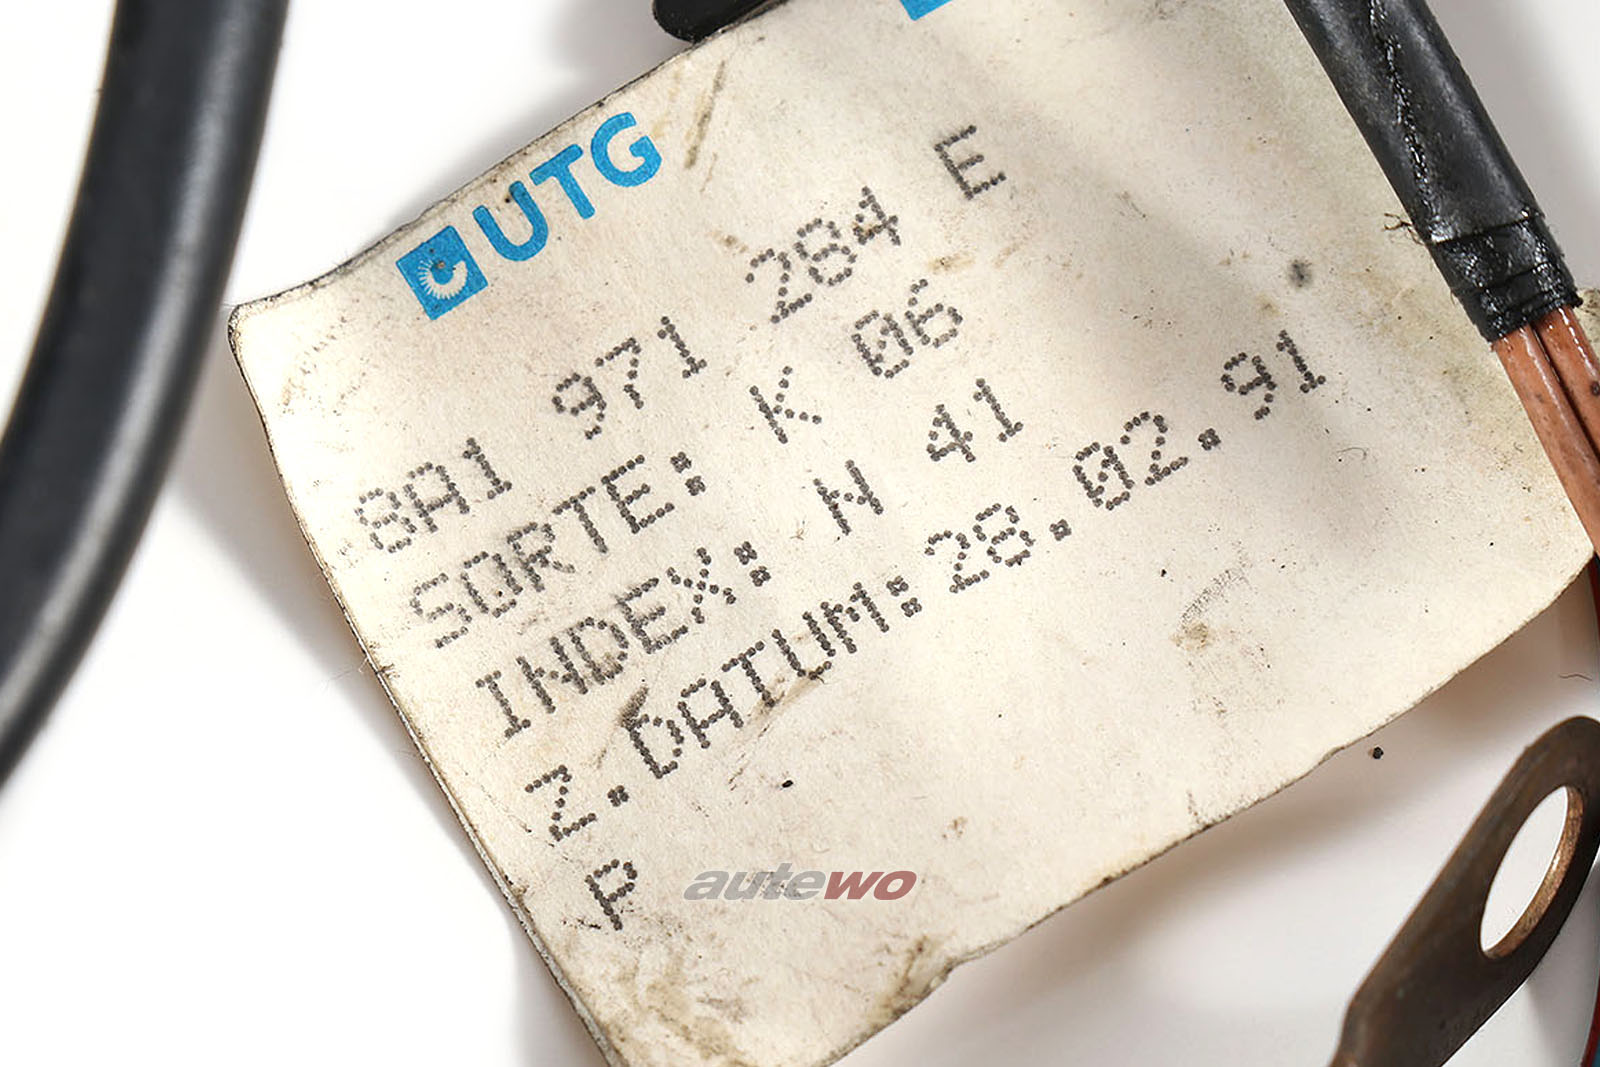 UTG
8A1 971 284 E
SORTE: K 06
INDEX: N 41
Z.DATUM: 28.02.91
P
autewo